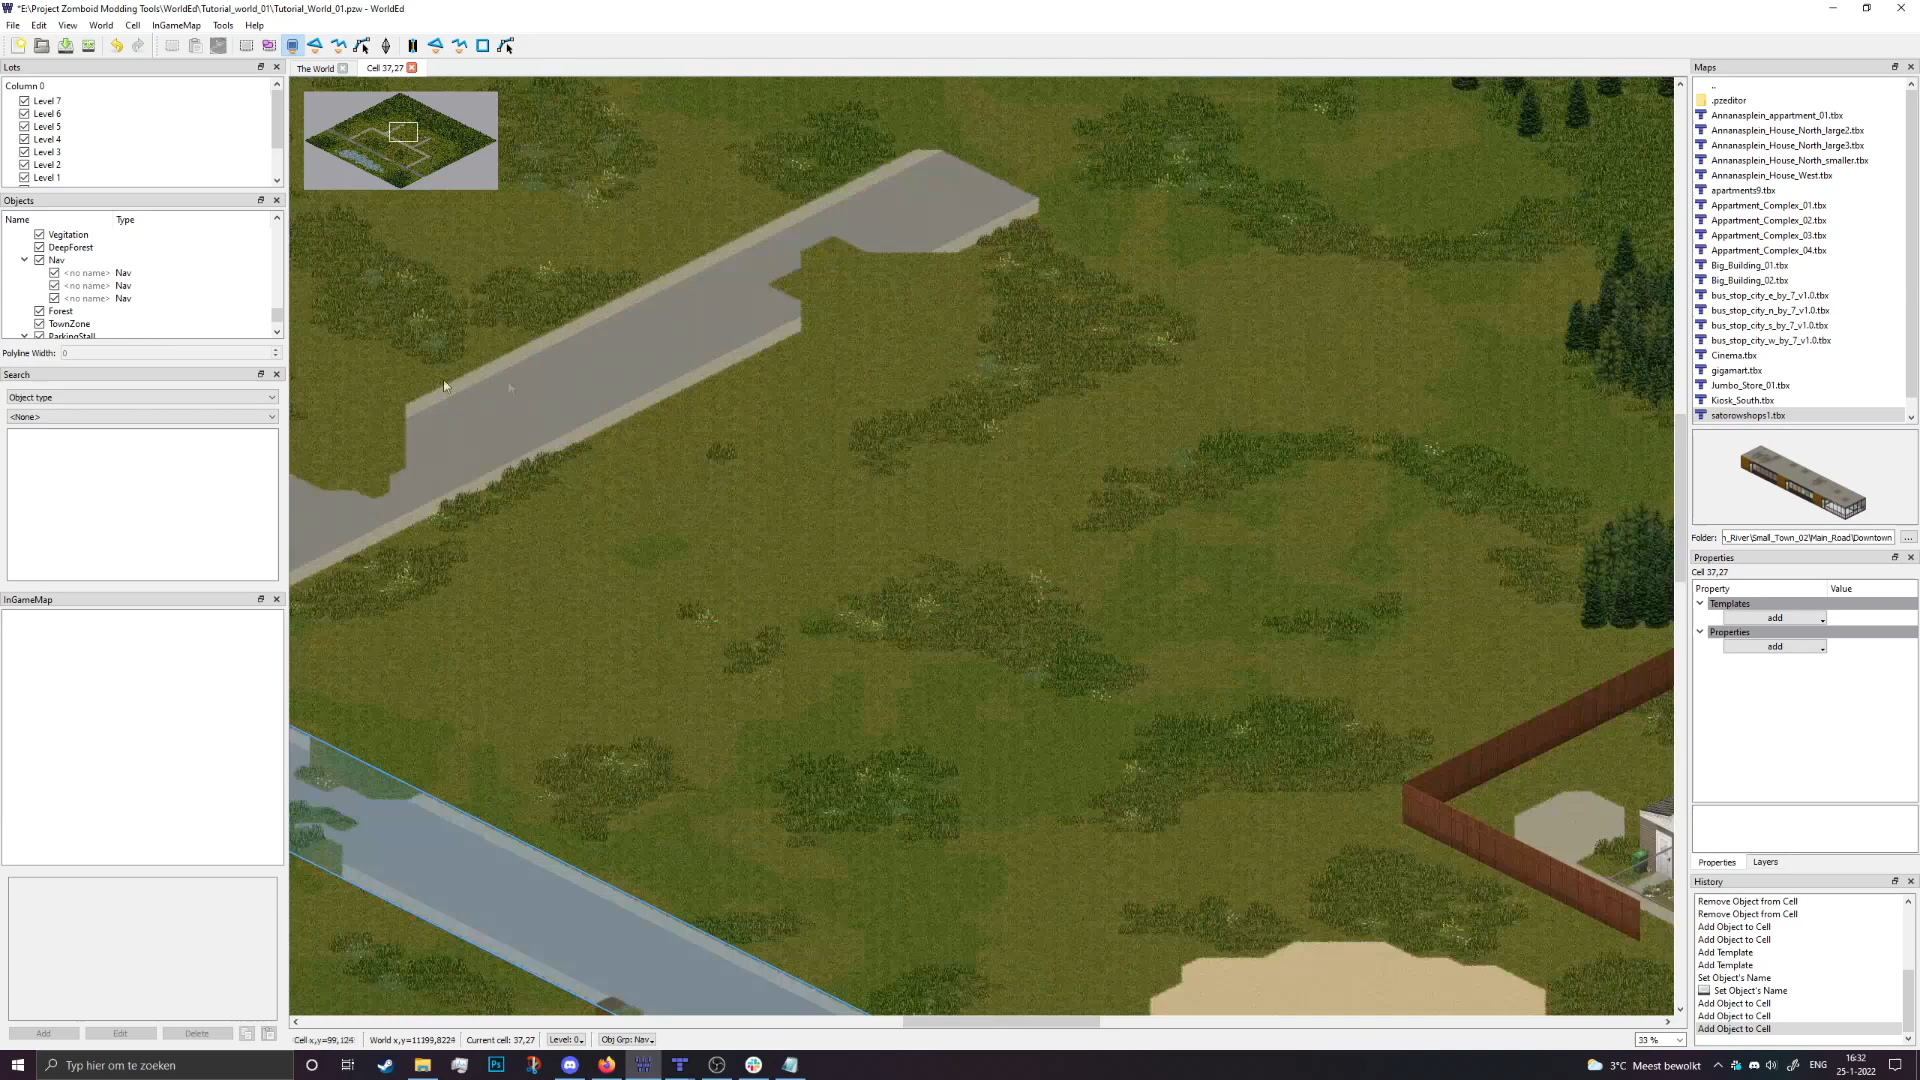 *"E:\Project Zomboid Modding Tools\WorldEd\Tutorial_world_01\Tutorial_World_01.pzw - WorldEd
File Edit View World Cell InGameMap Tools Help
Lots
Column 0
Level 7
Level 6
Level 5
Level 4
Level 3
Level 2
Level 1
Objects
Name Type
Vegitation
DeepForest
Nav
<no name> Nav
<no name> Nav
<no name> Nav
Forest
TownZone
ParkingStall
Polyline Width: 0
Search
Object type
<None>
InGameMap
Add Edit Delete
The World Cell 37,27
Cell x,y=99,124 World x,y=11199,8224 Current cell: 37,27 Level: 0 Obj Grp: Nav
33 %
Maps
..
.pzeditor
Annanasplein_appartment_01.tbx
Annanasplein_House_North_large2.tbx
Annanasplein_House_North_large3.tbx
Annanasplein_House_North_smaller.tbx
Annanasplein_House_West.tbx
apartments9.tbx
Appartment_Complex_01.tbx
Appartment_Complex_02.tbx
Appartment_Complex_03.tbx
Appartment_Complex_04.tbx
Big_Building_01.tbx
Big_Building_02.tbx
bus_stop_city_e_by_7_v1.0.tbx
bus_stop_city_n_by_7_v1.0.tbx
bus_stop_city_s_by_7_v1.0.tbx
bus_stop_city_w_by_7_v1.0.tbx
Cinema.tbx
gigamart.tbx
Jumbo_Store_01.tbx
Kiosk_South.tbx
satorowshops1.tbx
Folder: n_River\Small_Town_02\Main_Road\Downtown ...
Properties
Cell 37,27
Property Value
Templates
add
Properties
add
Properties Layers
History
Remove Object from Cell
Remove Object from Cell
Add Object to Cell
Add Object to Cell
Add Template
Add Template
Set Object's Name
Set Object's Name
Add Object to Cell
Add Object to Cell
Add Object to Cell
Typ hier om te zoeken
3°C Meest bewolkt
ENG
16:32
25-1-2022